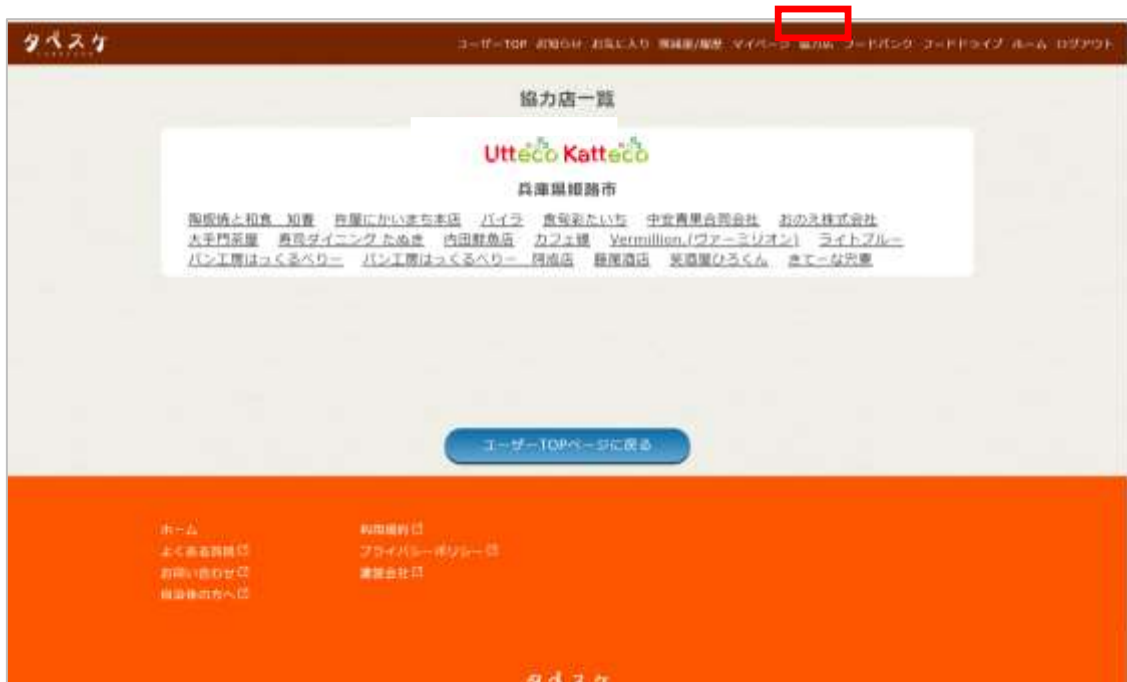 タベスケ
ユーザーTOP お知らせ お気に入り マイページ 協力店 フードバンク フードドライブ ホーム ログアウト
協力店一覧
Utteco Katteco
兵庫県姫路市
陶板焼と和食 知喜 杵屋にかいまち本店 バイラ 食旬彩たいち 中安青果合同会社 おのえ株式会社
大手門茶屋 寿司ダイニング たぬき 内田鮮魚店 カフェ Vermillion.(ヴァーミリオン) ライトブルー
パン工房はっくるべりー パン工房はっくるべりー 阿成店 藤尾酒店 笑酒屋ひろくん きてーな宍粟
ユーザーTOPページに戻る
ホーム
よくある質問
お問い合わせ
自治体の方へ
利用規約
プライバシーポリシー
運営会社
タベスケ